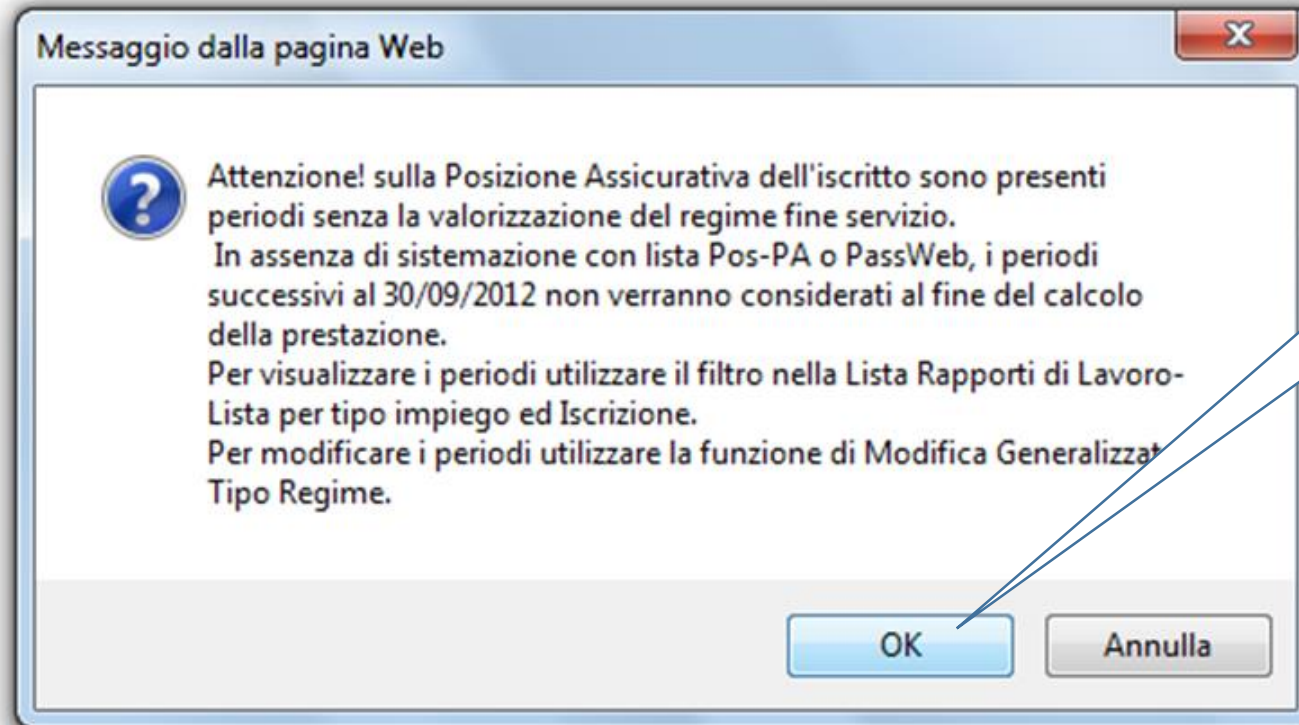 Messaggio dalla pagina Web
Attenzione! sulla Posizione Assicurativa dell'iscritto sono presenti
periodi senza la valorizzazione del regime fine servizio.
In assenza di sistemazione con lista Pos-PA o PassWeb, i periodi
successivi al 30/09/2012 non verranno considerati al fine del calcolo
della prestazione.
Per visualizzare i periodi utilizzare il filtro nella Lista Rapporti di Lavoro-
Lista per tipo impiego ed Iscrizione.
Per modificare i periodi utilizzare la funzione di Modifica Generalizzat
Tipo Regime.
OK
Annulla